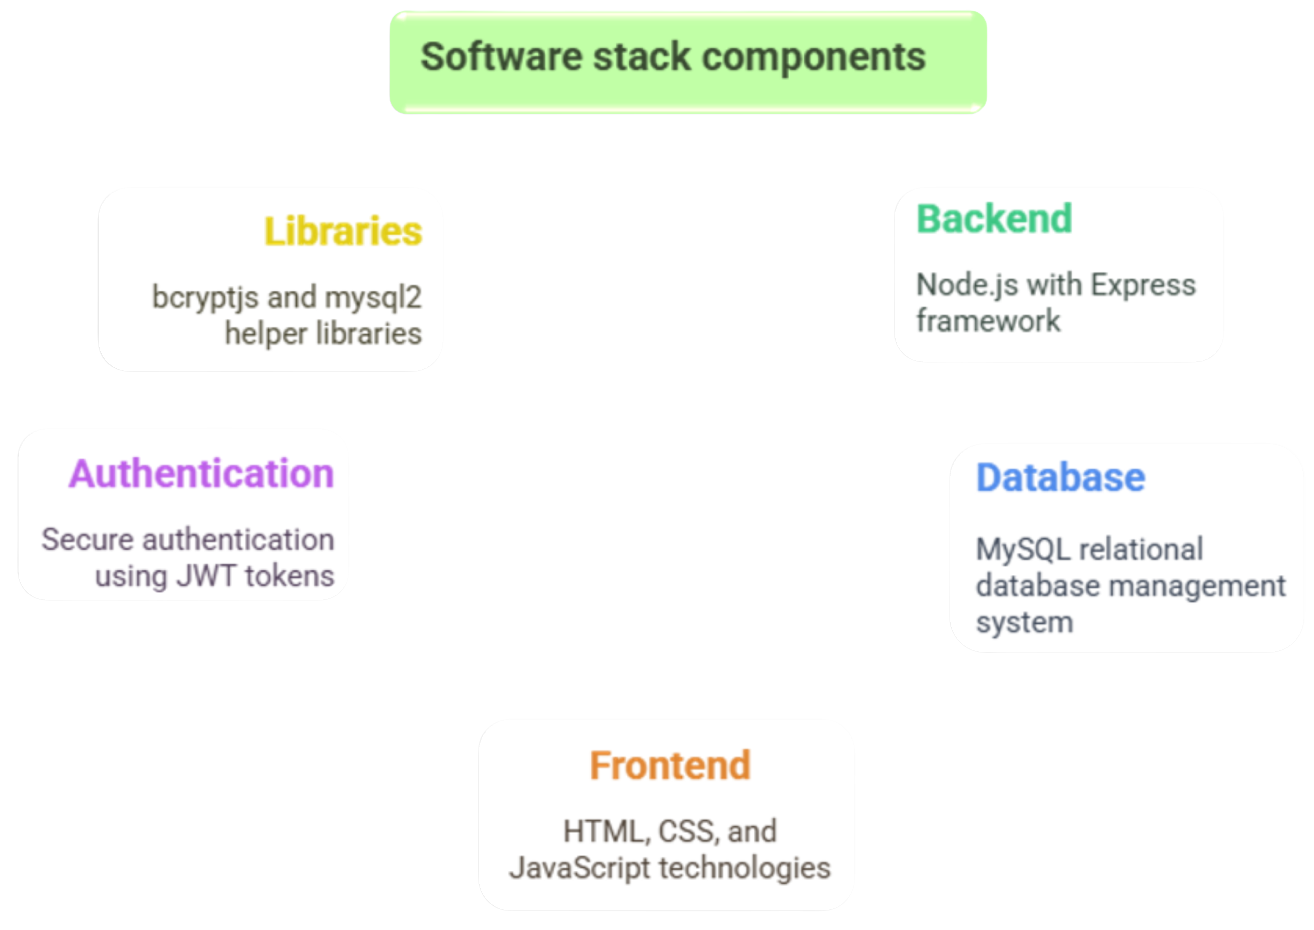 Software stack components
Libraries
bcryptjs and mysql2
helper libraries
Backend
Node.js with Express
framework
Authentication
Secure authentication
using JWT tokens
Database
MySQL relational
database management
system
Frontend
HTML, CSS, and
JavaScript technologies